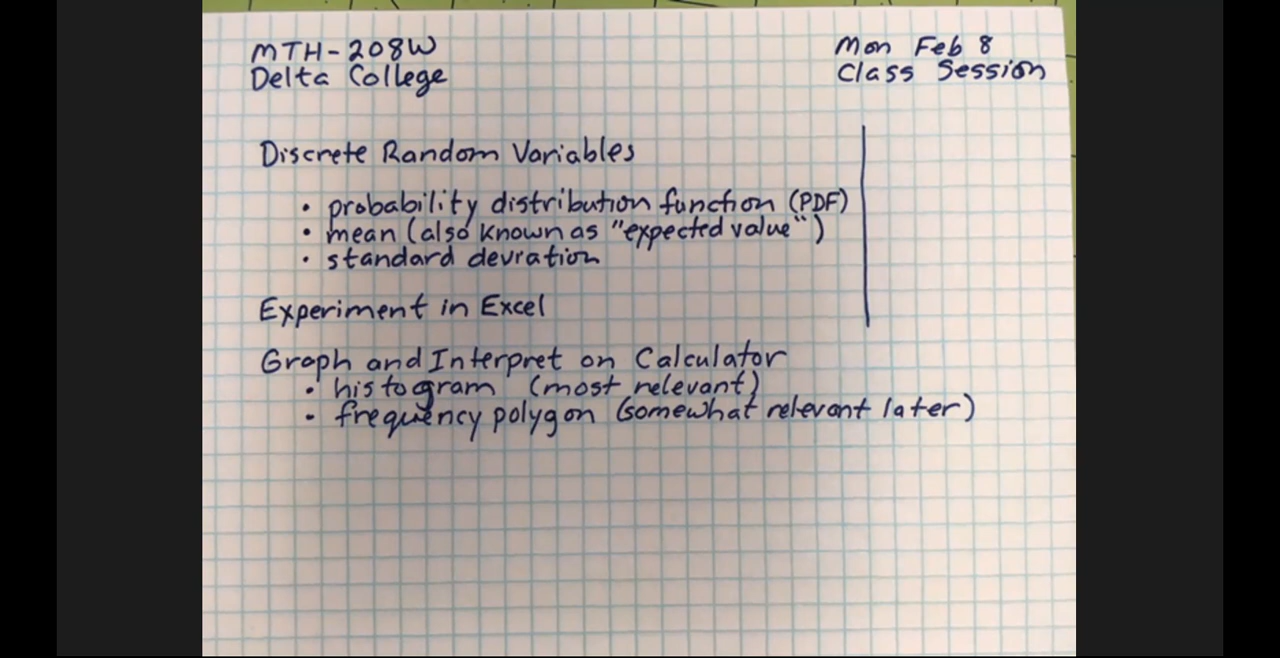 MTH-208W
Delta College
Mon Feb 8
Class Session
Discrete Random Variables
• probability distribution function (PDF)
• mean (also known as "expected value")
• standard deviation
Experiment in Excel
Graph and Interpret on Calculator
• histogram (most relevant)
• frequency polygon (somewhat relevant later)